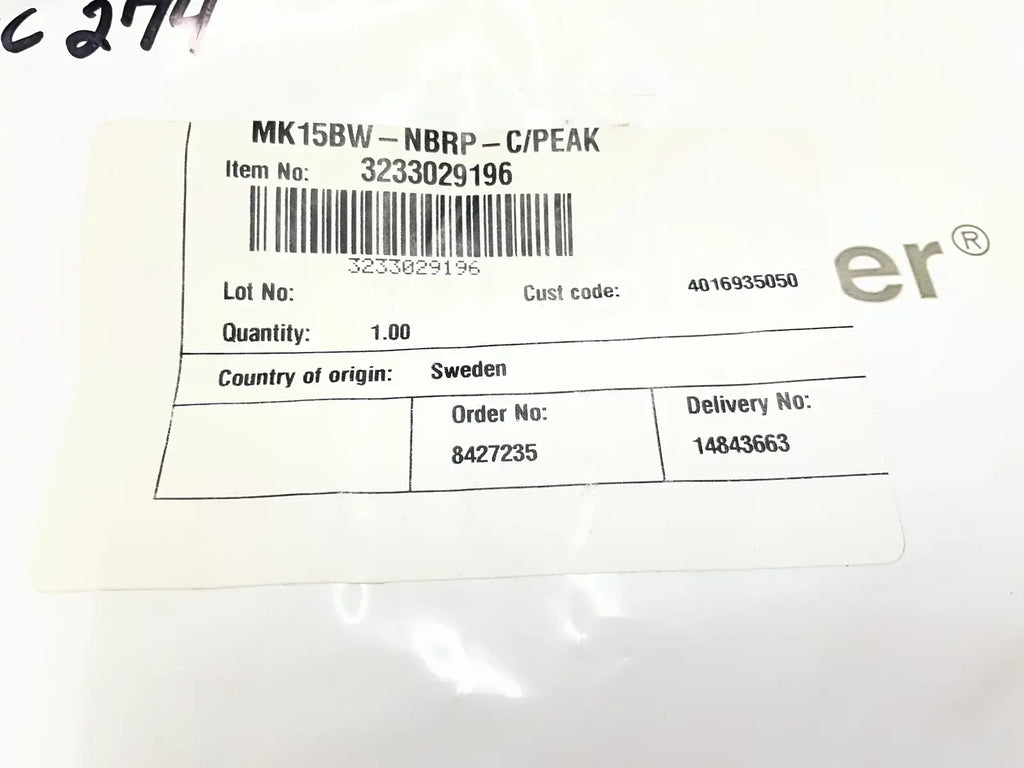 C 274
MK15BW-NBRP-C/PEAK
Item No: 3233029196
3233029196
er®
Lot No: Cust code: 4016935050
Quantity: 1.00
Country of origin: Sweden
Order No: Delivery No:
8427235 14843663